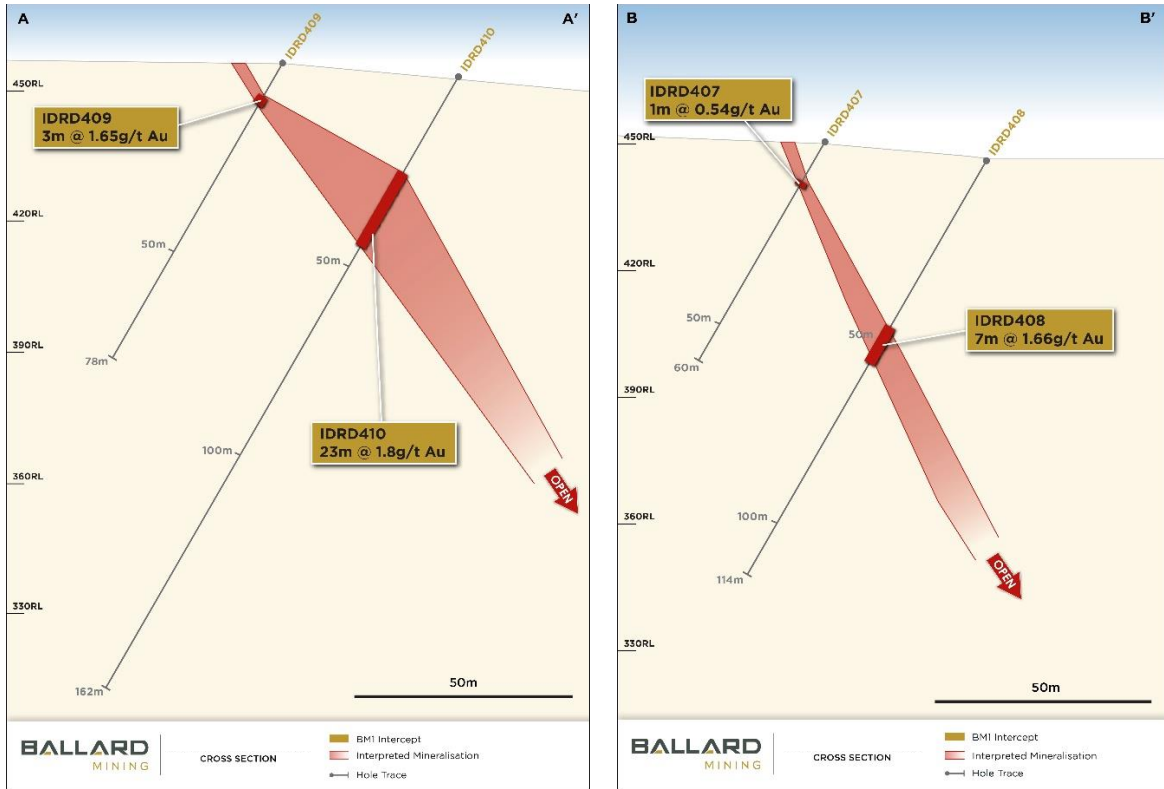 A
A'
IDRD409
IDRD410
450RL
IDRD409
3m @ 1.65g/t Au
420RL
50m
50m
390RL
78m
IDRD410
23m @ 1.8g/t Au
100m
360RL
OPEN
330RL
162m
50m
BALLARD
MINING
CROSS SECTION
BM1 Intercept
Interpreted Mineralisation
Hole Trace
B
B'
IDRD407
1m @ 0.54g/t Au
IDRD407
IDRD408
450RL
420RL
50m
50m
IDRD408
7m @ 1.66g/t Au
60m
390RL
360RL
100m
114m
OPEN
330RL
50m
BALLARD
MINING
CROSS SECTION
BM1 Intercept
Interpreted Mineralisation
Hole Trace